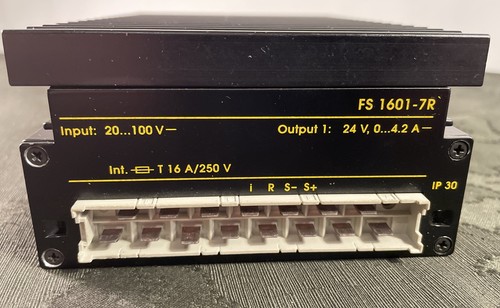 FS 1601-7R
Input: 20...100 V⎓ Output 1: 24 V, 0...4.2 A⎓
Int. T 16 A/250 V
i R S− S+ IP 30